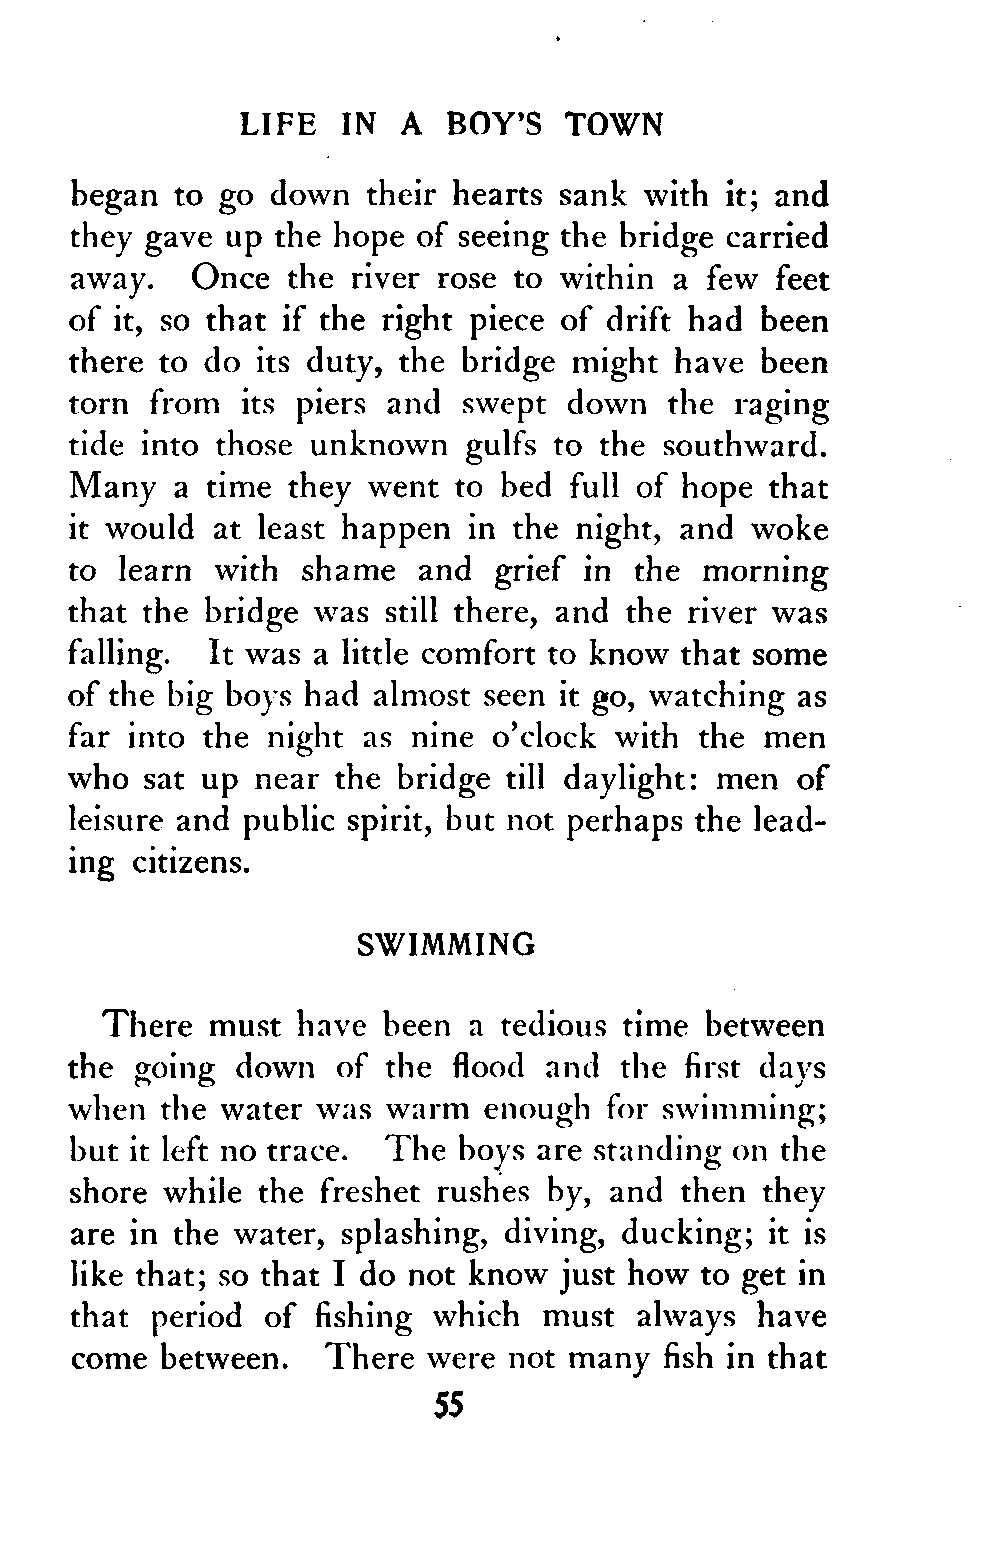 LIFE IN A BOY'S TOWN
began to go down their hearts sank with it; and
they gave up the hope of seeing the bridge carried
away. Once the river rose to within a few feet
of it, so that if the right piece of drift had been
there to do its duty, the bridge might have been
torn from its piers and swept down the raging
tide into those unknown gulfs to the southward.
Many a time they went to bed full of hope that
it would at least happen in the night, and woke
to learn with shame and grief in the morning
that the bridge was still there, and the river was
falling. It was a little comfort to know that some
of the big boys had almost seen it go, watching as
far into the night as nine o'clock with the men
who sat up near the bridge till daylight: men of
leisure and public spirit, but not perhaps the lead-
ing citizens.
SWIMMING
There must have been a tedious time between
the going down of the flood and the first days
when the water was warm enough for swimming;
but it left no trace. The boys are standing on the
shore while the freshet rushes by, and then they
are in the water, splashing, diving, ducking; it is
like that; so that I do not know just how to get in
that period of fishing which must always have
come between. There were not many fish in that
55